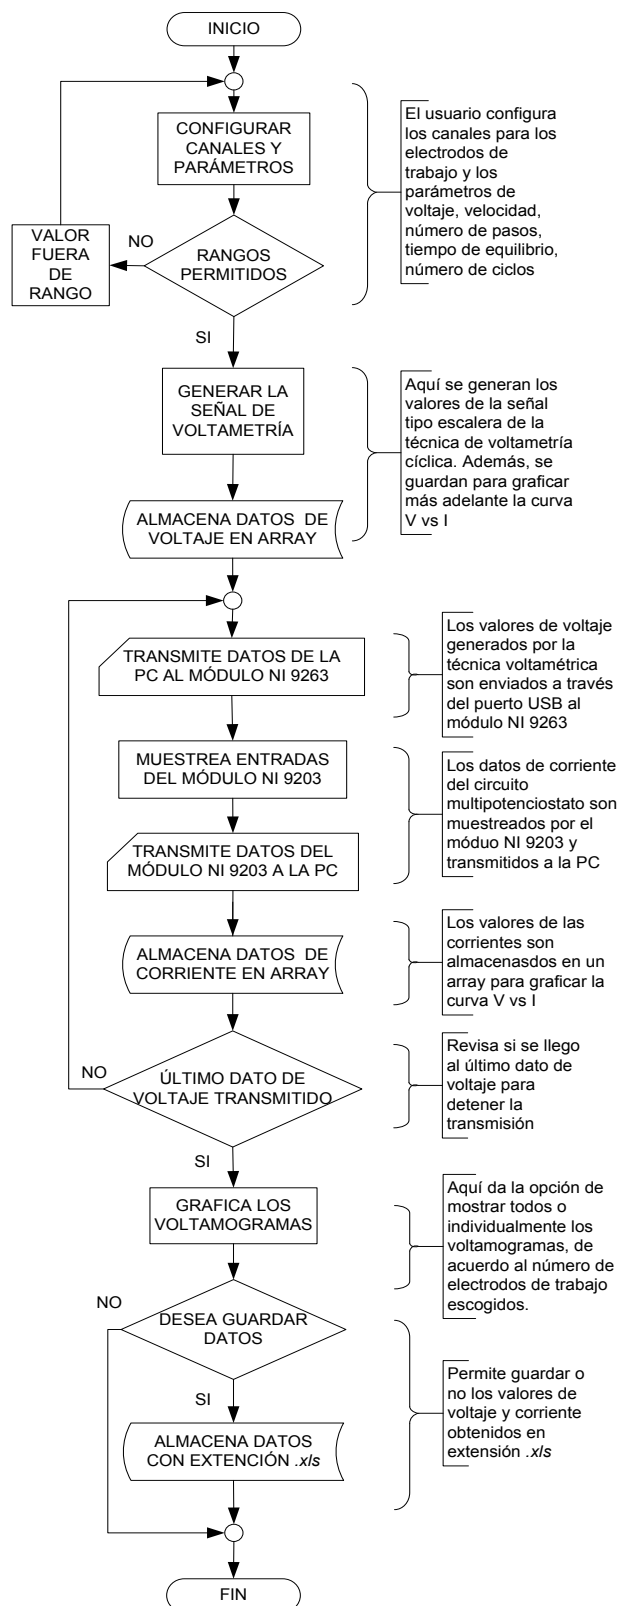 INICIO
CONFIGURAR
CANALES Y
PARÁMETROS
El usuario configura
los canales para los
electrodos de
trabajo y los
parámetros de
voltaje, velocidad,
número de pasos,
tiempo de equilibrio,
número de ciclos
VALOR
FUERA
DE
RANGO
NO
RANGOS
PERMITIDOS
SI
GENERAR LA
SEÑAL DE
VOLTAMETRÍA
Aquí se generan los
valores de la señal
tipo escalera de la
técnica de voltametría
cíclica. Además, se
guardan para graficar
más adelante la curva
V vs I
ALMACENA DATOS DE
VOLTAJE EN ARRAY
TRANSMITE DATOS DE LA
PC AL MÓDULO NI 9263
Los valores de voltaje
generados por la
técnica voltamétrica
son enviados a través
del puerto USB al
módulo NI 9263
MUESTREA ENTRADAS
DEL MÓDULO NI 9203
Los datos de corriente
del circuito
multipotenciostato son
muestreados por el
móduo NI 9203 y
transmitidos a la PC
TRANSMITE DATOS DEL
MÓDULO NI 9203 A LA PC
ALMACENA DATOS DE
CORRIENTE EN ARRAY
Los valores de las
corrientes son
almacenasdos en un
array para graficar la
curva V vs I
NO
ÚLTIMO DATO DE
VOLTAJE TRANSMITIDO
Revisa si se llego
al último dato de
voltaje para
detener la
transmisión
SI
GRAFICA LOS
VOLTAMOGRAMAS
Aquí da la opción de
mostrar todos o
individualmente los
voltamogramas, de
acuerdo al número de
electrodos de trabajo
escogidos.
NO
DESEA GUARDAR
DATOS
SI
Permite guardar o
no los valores de
voltaje y corriente
obtenidos en
extensión .xls
ALMACENA DATOS
CON EXTENCIÓN .xls
FIN